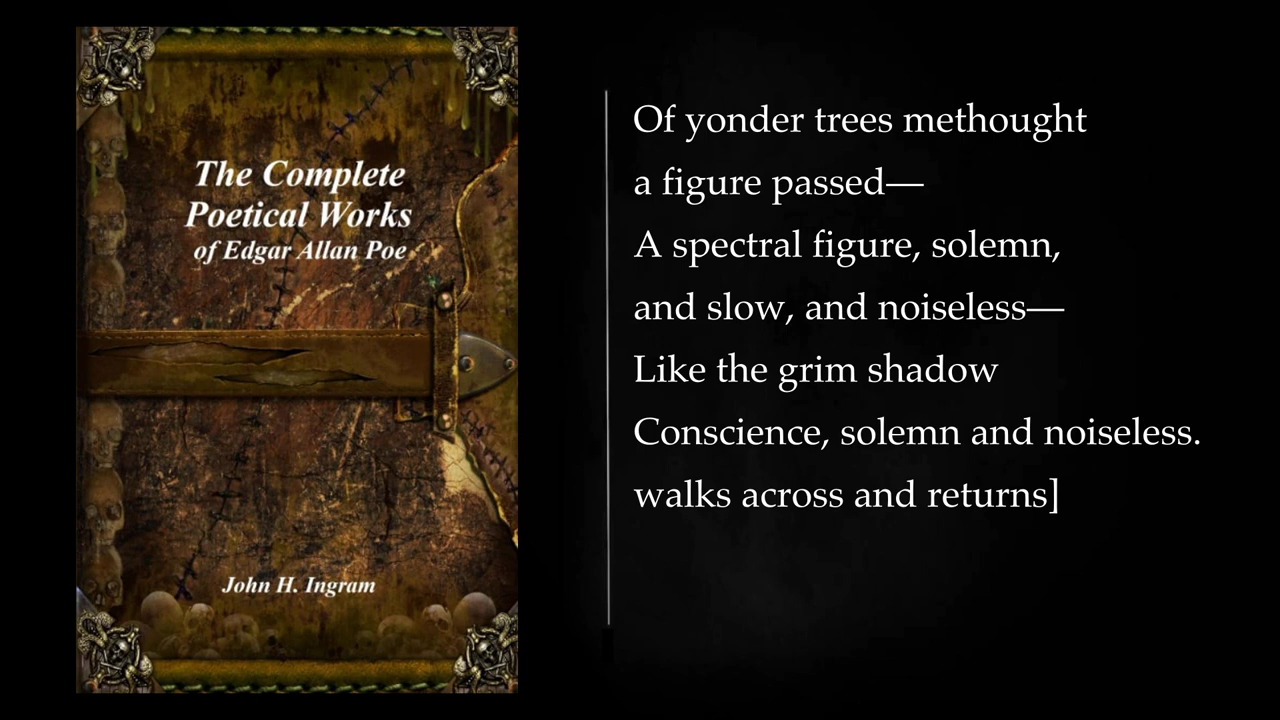 The Complete
Poetical Works
of Edgar Allan Poe
John H. Ingram
Of yonder trees methought
a figure passed—
A spectral figure, solemn,
and slow, and noiseless—
Like the grim shadow
Conscience, solemn and noiseless.
walks across and returns]